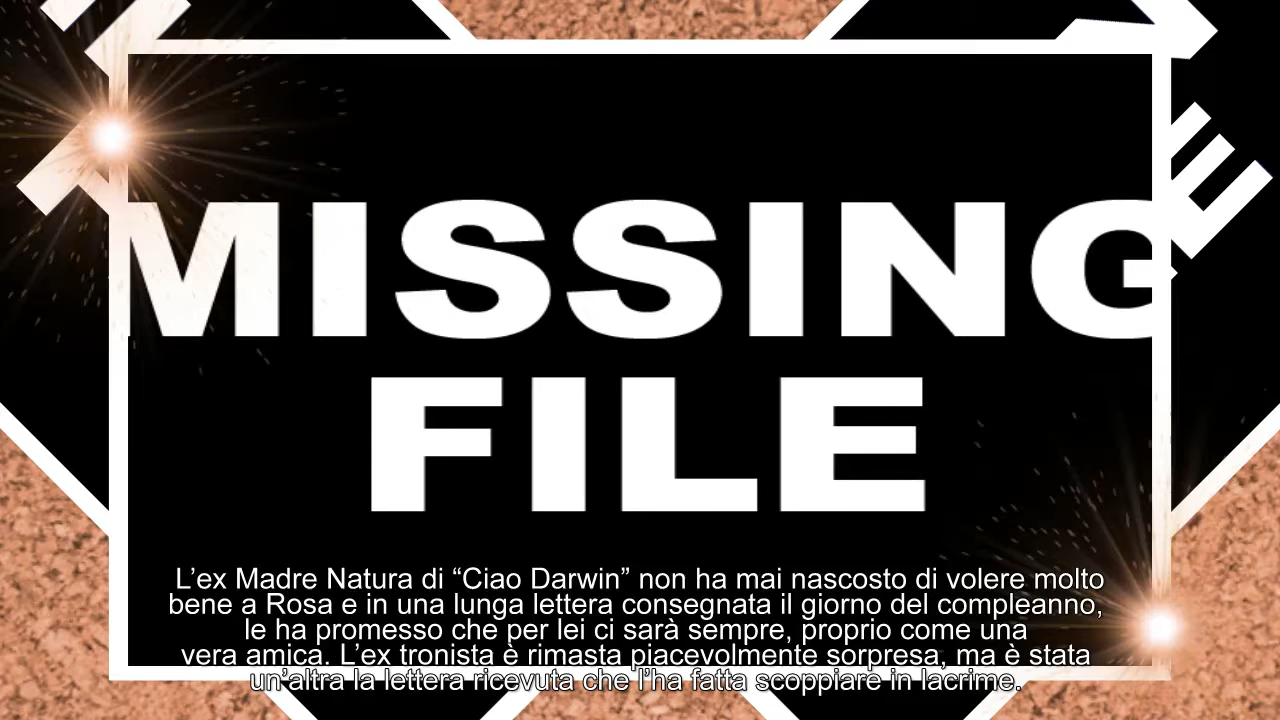 MISSING
FILE
L’ex Madre Natura di “Ciao Darwin” non ha mai nascosto di volere molto
bene a Rosa e in una lunga lettera consegnata il giorno del compleanno,
le ha promesso che per lei ci sarà sempre, proprio come una
vera amica. L’ex tronista è rimasta piacevolmente sorpresa, ma è stata
un’altra la lettera ricevuta che l’ha fatta scoppiare in lacrime.